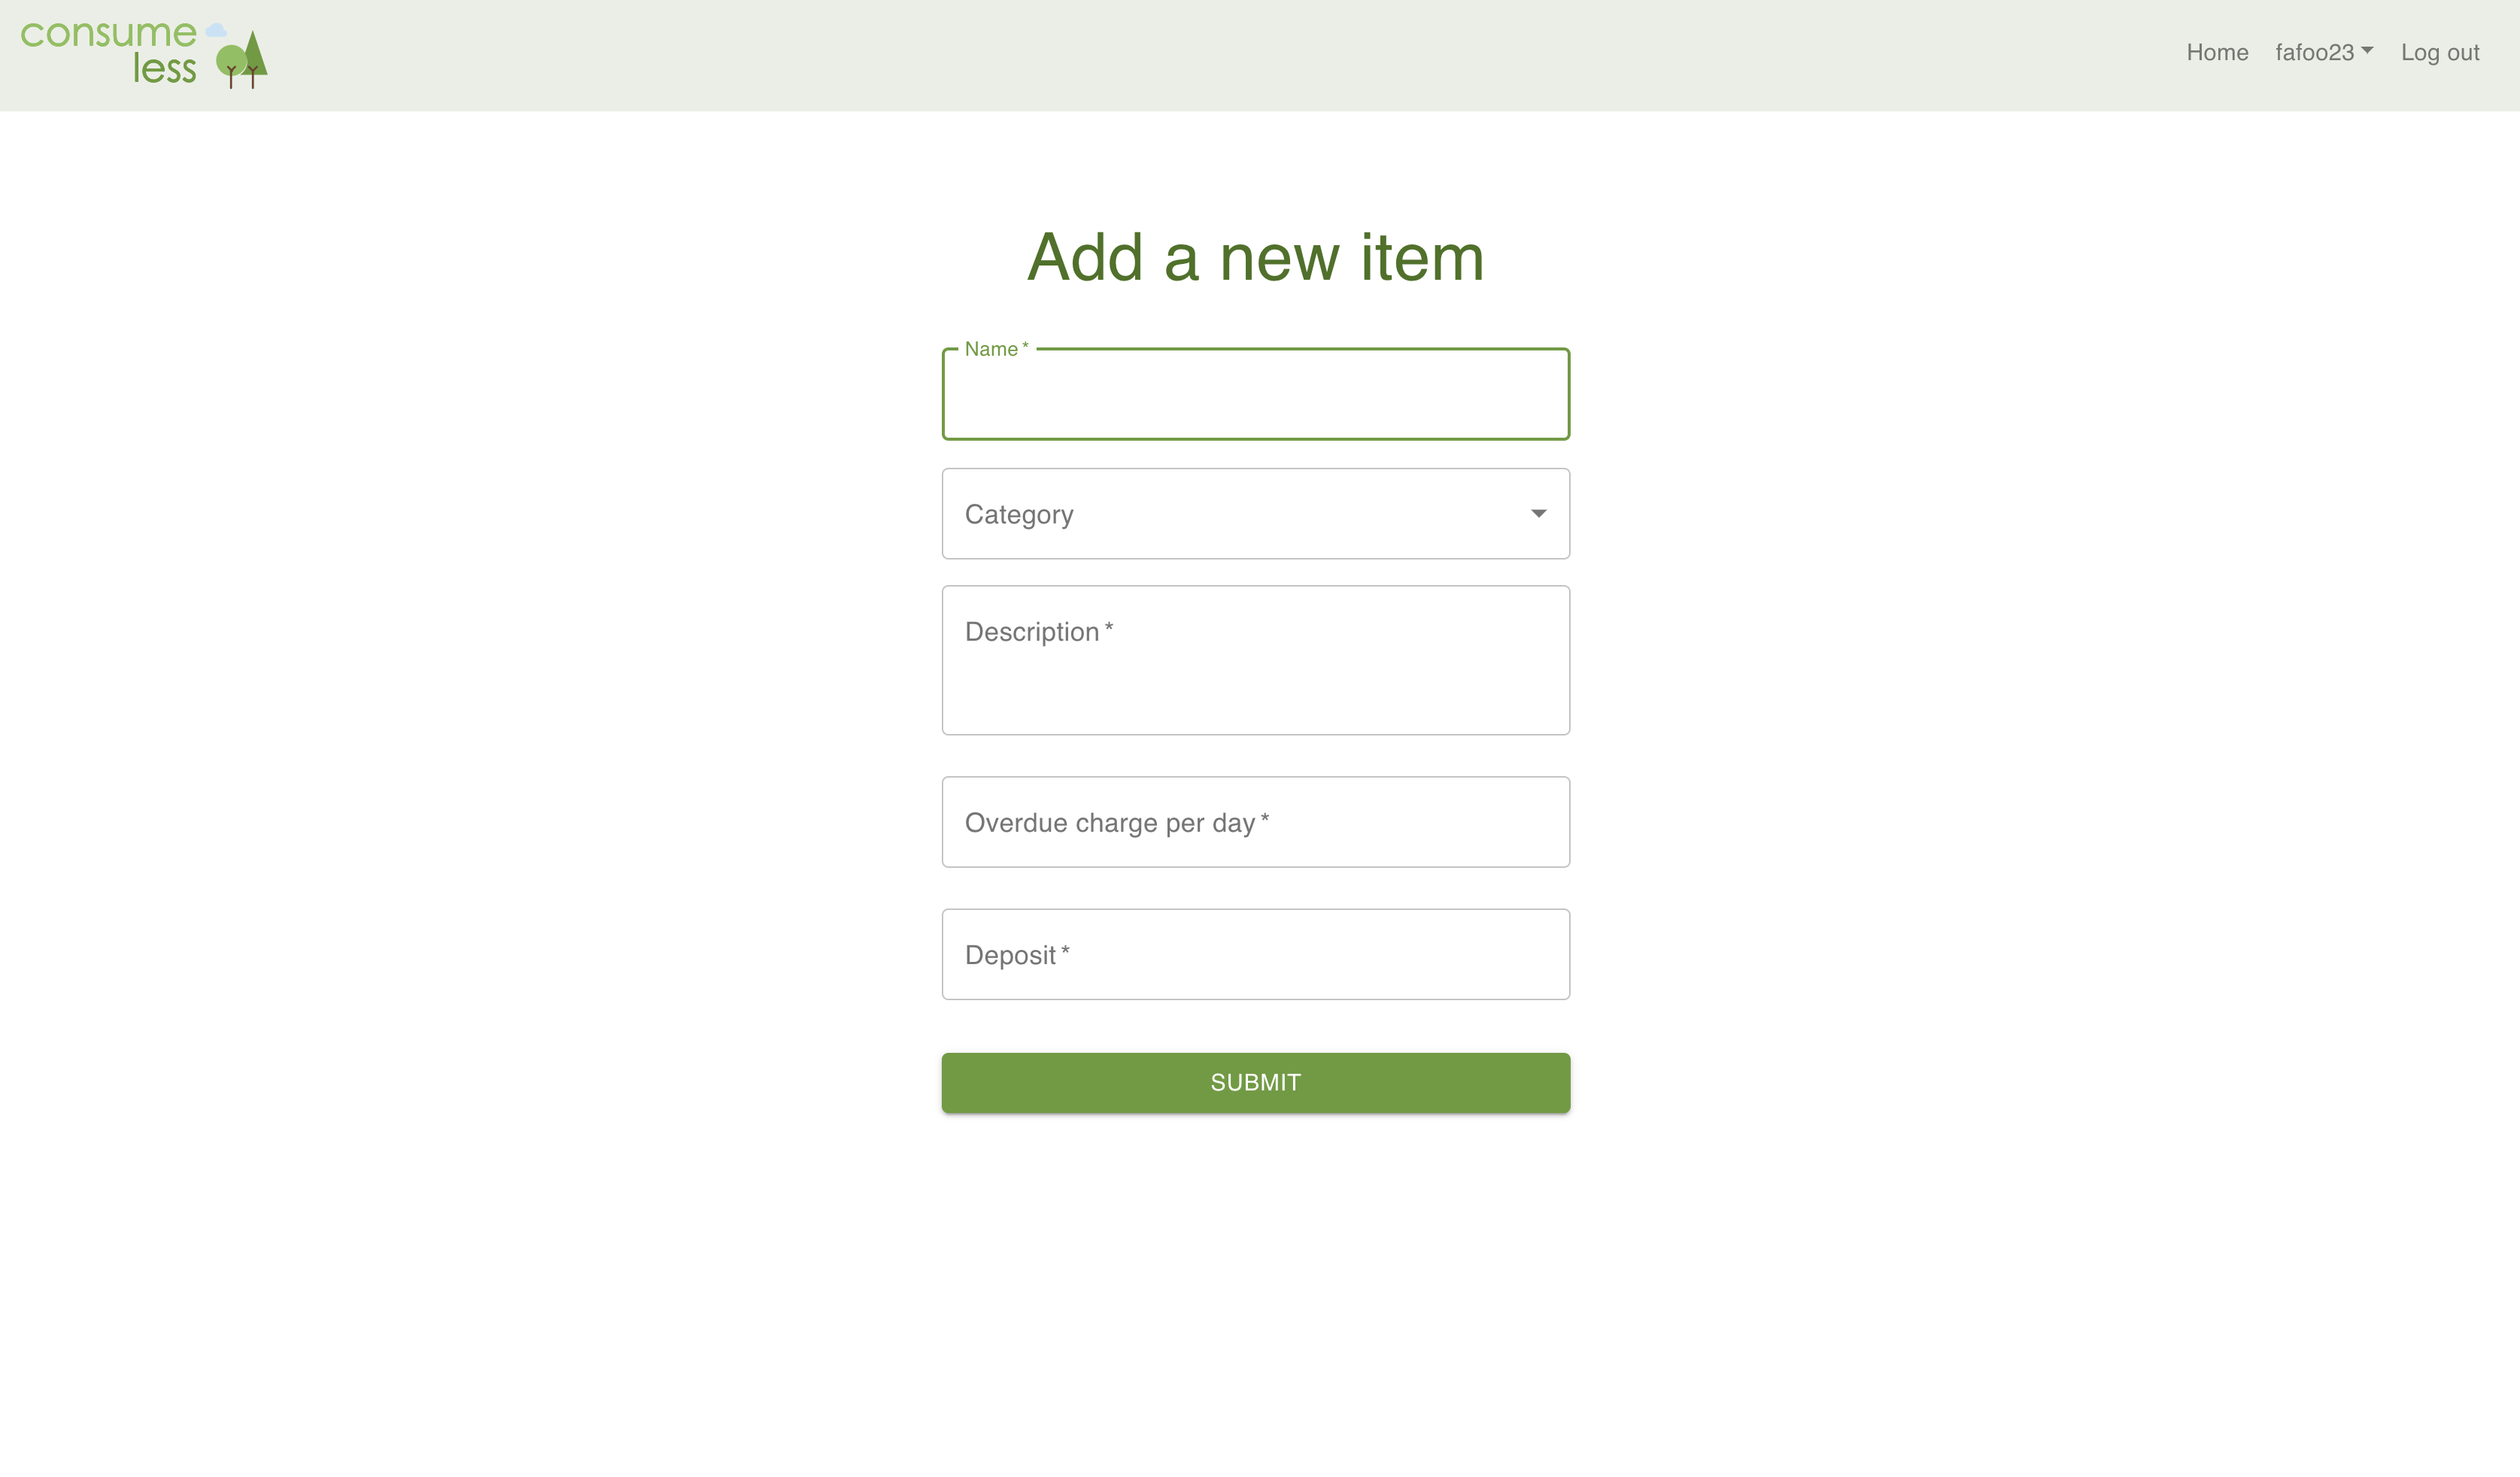 consume
less
Home fafoo23 Log out
Add a new item
Name *
Category
Description *
Overdue charge per day *
Deposit *
SUBMIT